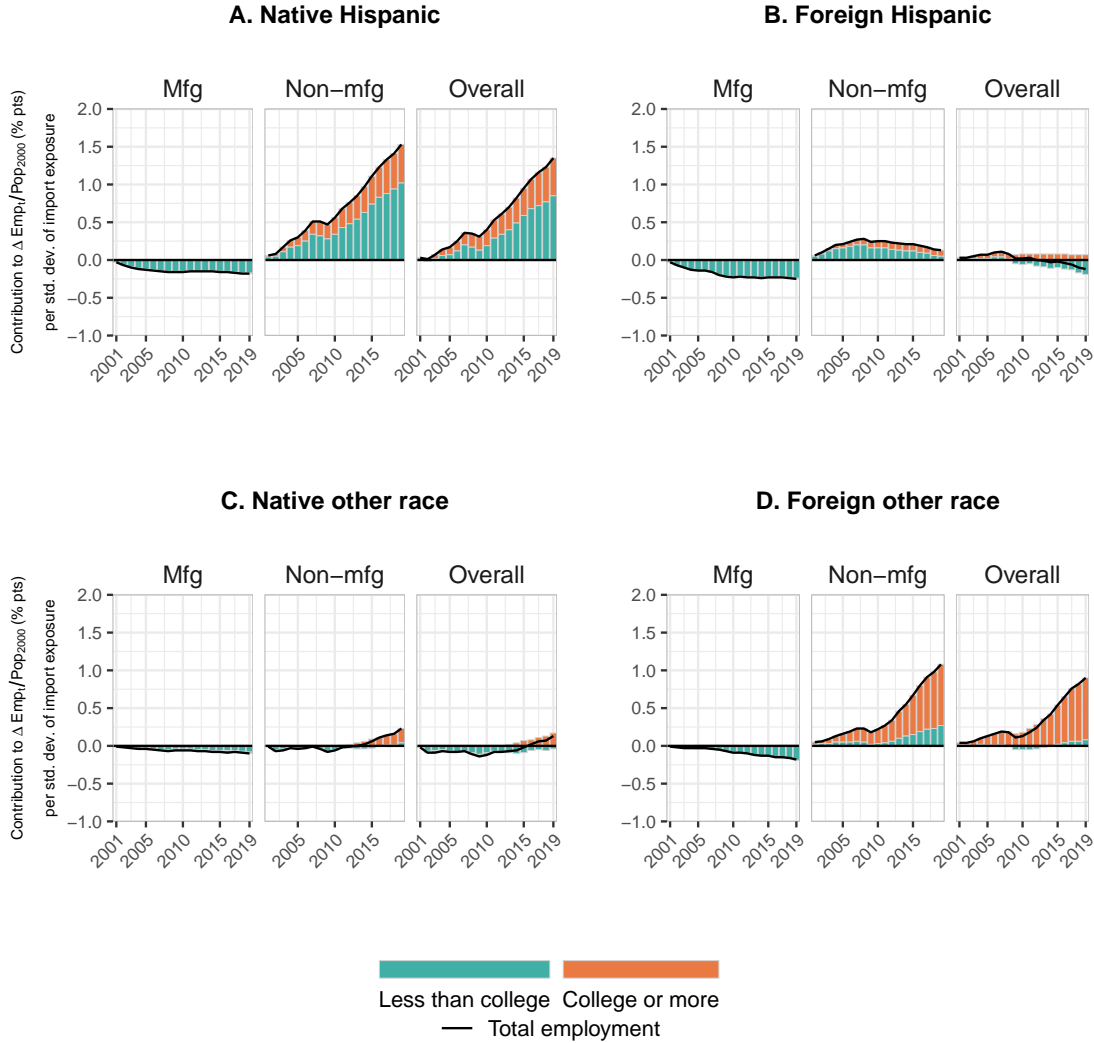 A. Native Hispanic
B. Foreign Hispanic
Mfg Non−mfg Overall
Mfg Non−mfg Overall
Contribution to Δ Empt/Pop2000 (% pts)
per std. dev. of import exposure
2.0
1.5
1.0
0.5
0.0
−0.5
−1.0
2001 2005 2010 2015 2019
2005 2010 2015
2001 2005 2010 2015 2019
2.0
1.5
1.0
0.5
0.0
−0.5
−1.0
2001 2005 2010 2015 2019
2005 2010 2015
2001 2005 2010 2015 2019
C. Native other race
D. Foreign other race
Mfg Non−mfg Overall
Mfg Non−mfg Overall
Contribution to Δ Empt/Pop2000 (% pts)
per std. dev. of import exposure
2.0
1.5
1.0
0.5
0.0
−0.5
−1.0
2001 2005 2010 2015 2019
2005 2010 2015
2001 2005 2010 2015 2019
2.0
1.5
1.0
0.5
0.0
−0.5
−1.0
2001 2005 2010 2015 2019
2005 2010 2015
2001 2005 2010 2015 2019
Less than college College or more
Total employment